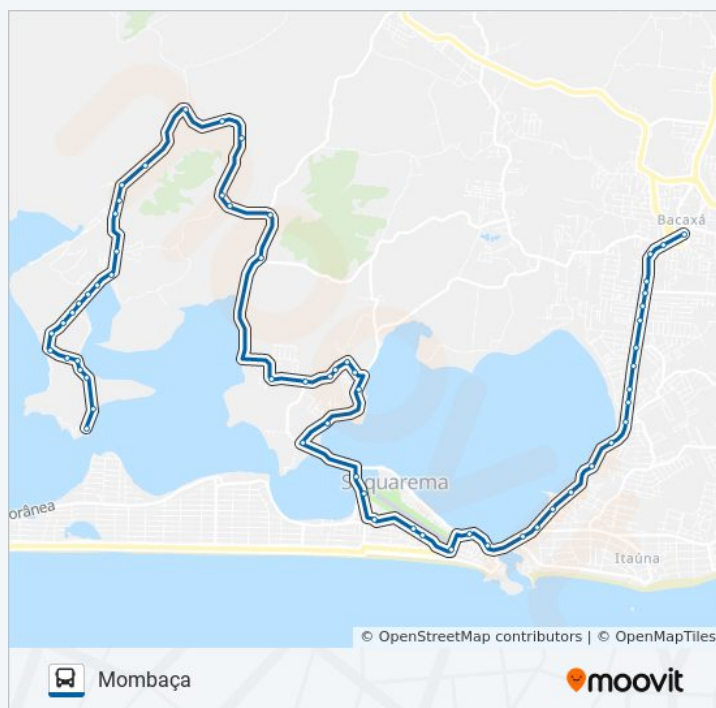 Bacaxá
Saquarema
orânea
Itaúna
© OpenStreetMap contributors | © OpenMapTiles
Mombaça
moovit